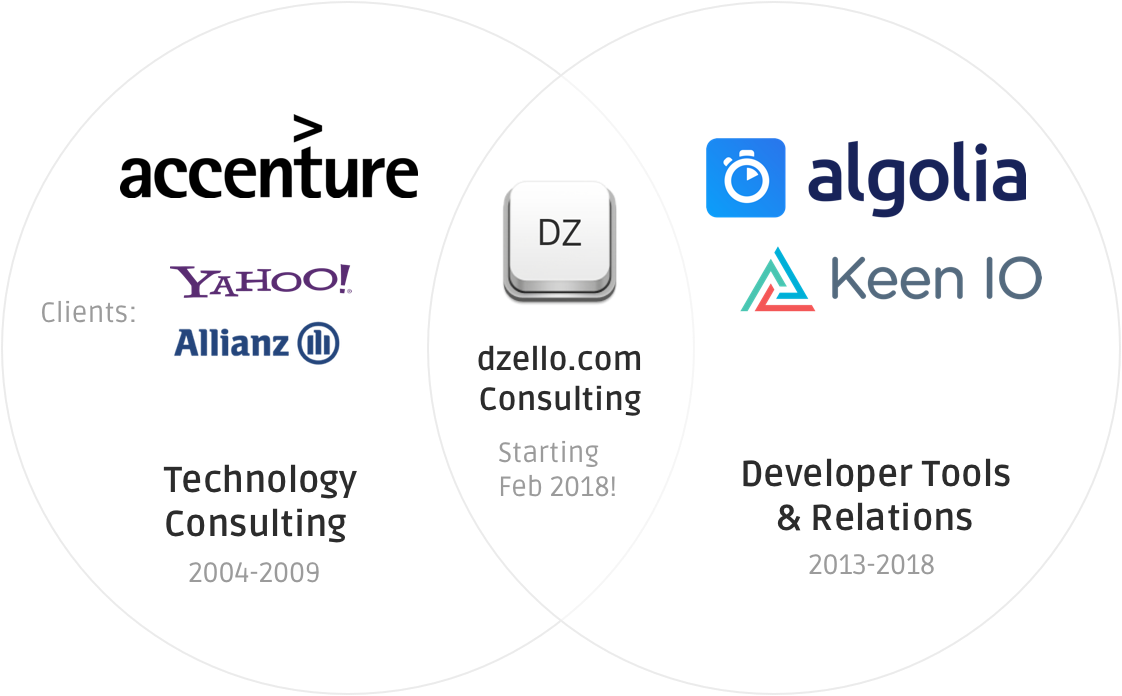 accenture
Clients:
YAHOO!
Allianz
Technology
Consulting
2004-2009
DZ
dzello.com
Consulting
Starting
Feb 2018!
algolia
Keen IO
Developer Tools
& Relations
2013-2018